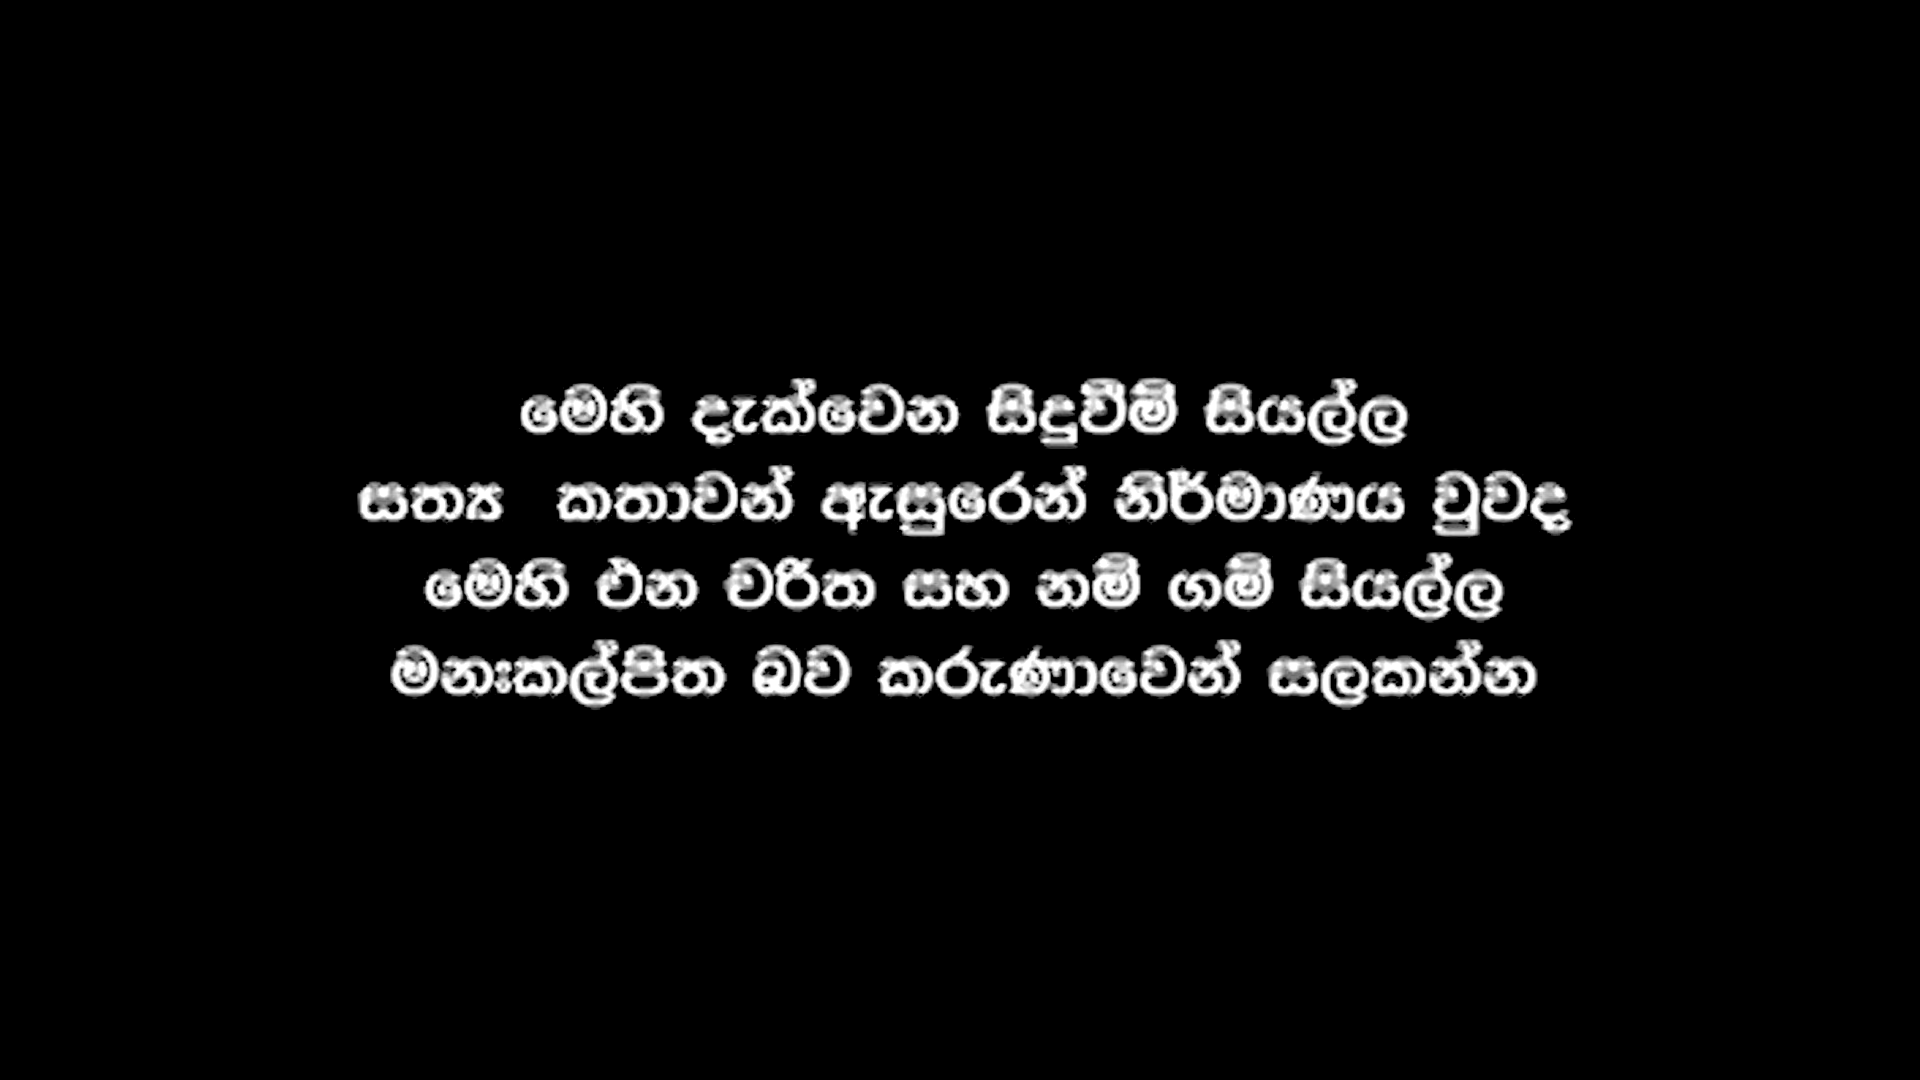 මෙහි දැක්වෙන සිදුවීම් සියල්ල
සත්‍ය කතාවන් ඇසුරෙන් නිර්මාණය වුවද
මෙහි එන චරිත සහ නම් ගම් සියල්ල
මනඃකල්පිත බව කරුණාවෙන් සලකන්න